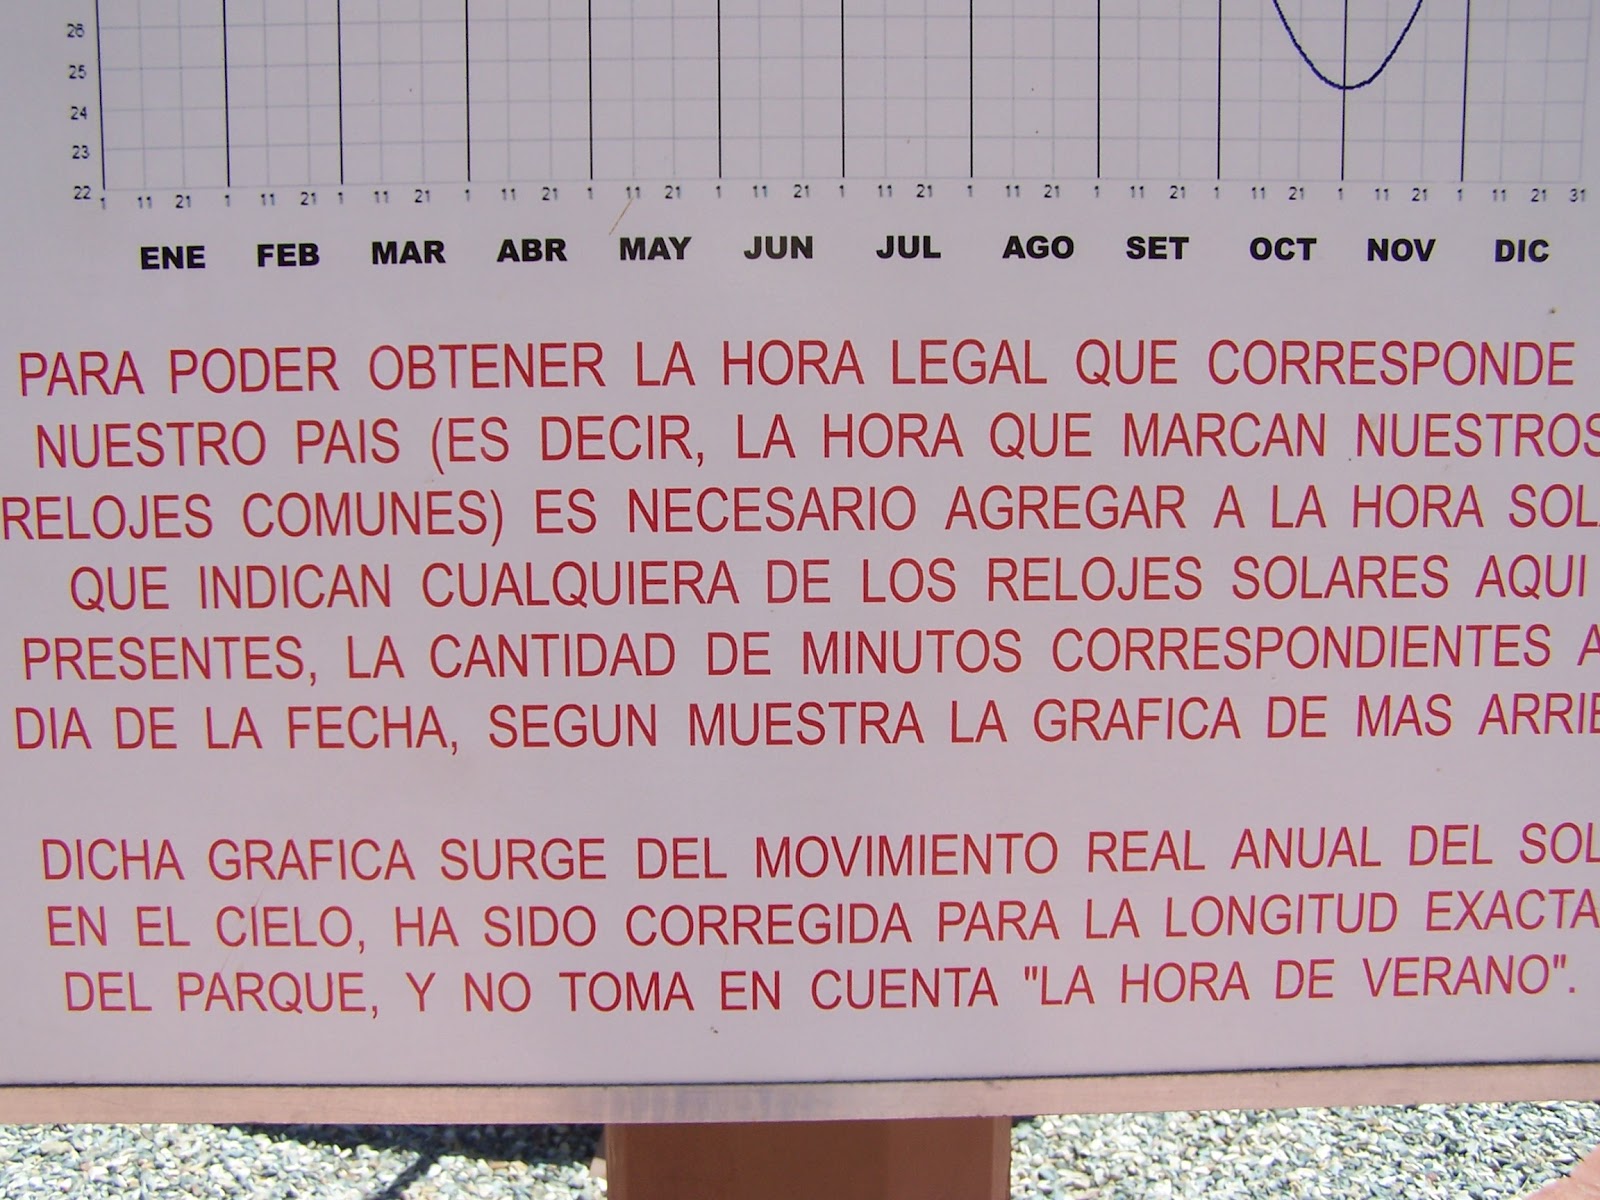 26
25
24
23
22
1 11 21 1 11 21 1 11 21 1 11 21 1 11 21 1 11 21 1 11 21 1 11 21 1 11 21 1 11 21 1 11 21 1 11 21 31
ENE FEB MAR ABR MAY JUN JUL AGO SET OCT NOV DIC
PARA PODER OBTENER LA HORA LEGAL QUE CORRESPONDE
NUESTRO PAIS (ES DECIR, LA HORA QUE MARCAN NUESTROS
RELOJES COMUNES) ES NECESARIO AGREGAR A LA HORA SOL
QUE INDICAN CUALQUIERA DE LOS RELOJES SOLARES AQUI
PRESENTES, LA CANTIDAD DE MINUTOS CORRESPONDIENTES A
DIA DE LA FECHA, SEGUN MUESTRA LA GRAFICA DE MAS ARRIB
DICHA GRAFICA SURGE DEL MOVIMIENTO REAL ANUAL DEL SOL
EN EL CIELO, HA SIDO CORREGIDA PARA LA LONGITUD EXACTA
DEL PARQUE, Y NO TOMA EN CUENTA "LA HORA DE VERANO".